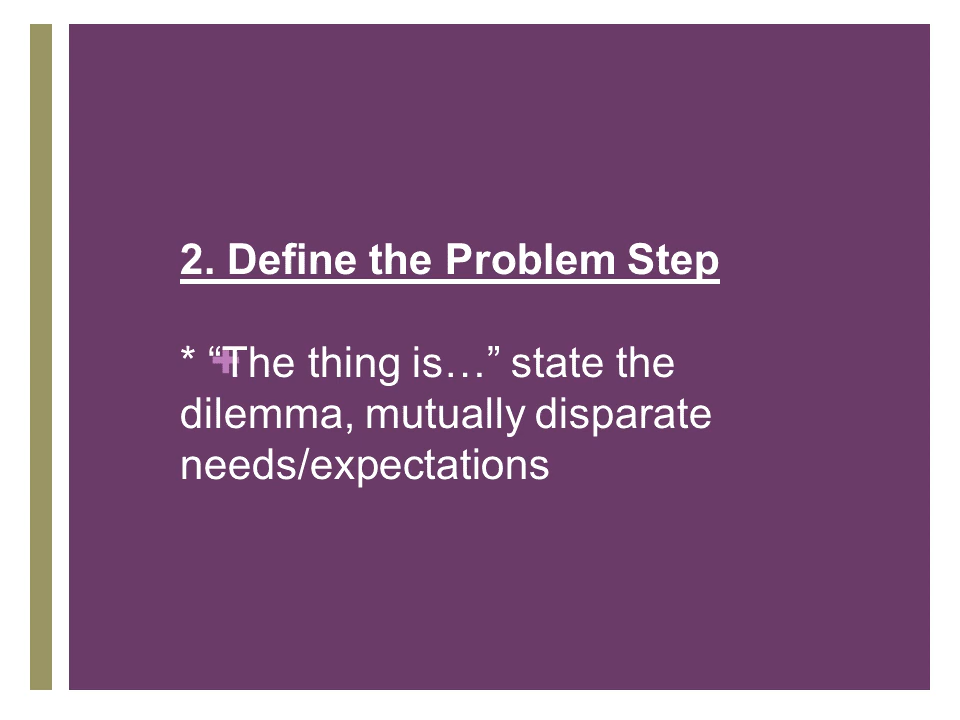 2. Define the Problem Step
* “The thing is…” state the
dilemma, mutually disparate
needs/expectations